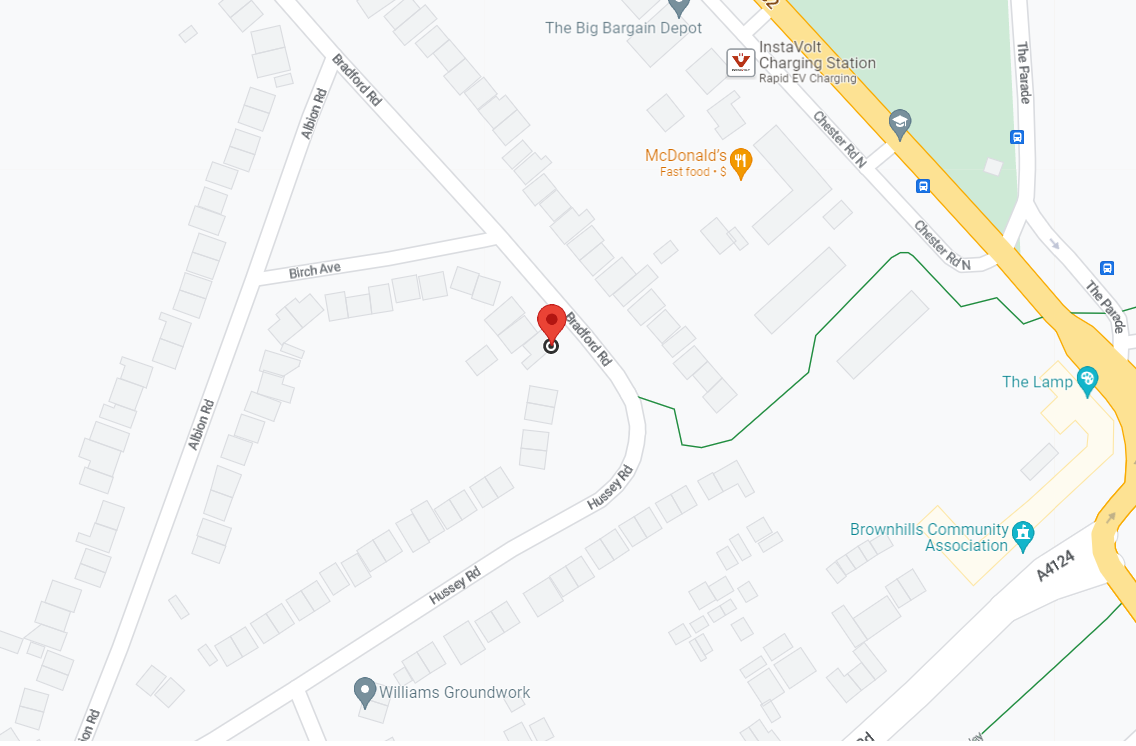 The Big Bargain Depot
InstaVolt
Charging Station
Rapid EV Charging
The Parade
Bradford Rd
Albion Rd
Chester Rd N
McDonald's
Fast food • $
Chester Rd N
Birch Ave
The Parade
Bradford Rd
The Lamp
Albion Rd
Hussey Rd
Brownhills Community
Association
A4124
Hussey Rd
Williams Groundwork
Rd